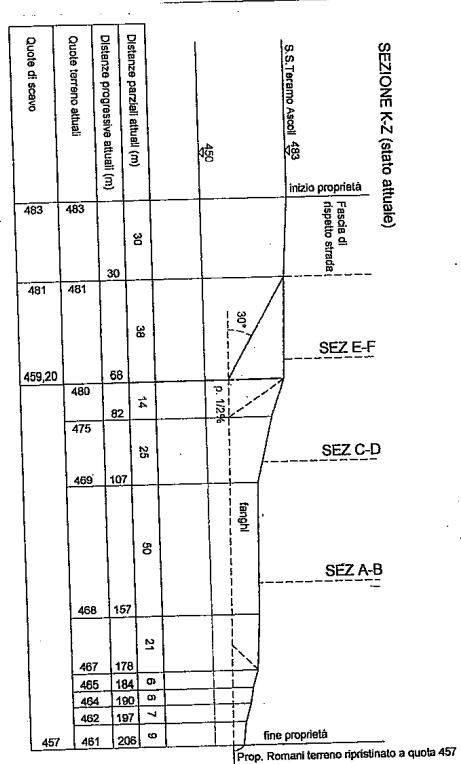 SEZIONE K-Z (stato attuale)
S.S.Teramo Ascoli 483
450
inizio proprietà
Fascia di
rispetto strada
30°
SEZ E-F
p. 1/2%
SEZ C-D
fanghi
SEZ A-B
fine proprietà
Prop. Romani terreno ripristinato a quota 457
Distanze parziali attuali (m)
30 38 14 25 50 21 6 6 7 9
Distanze progressive attuali (m)
30 68 82 107 157 178 184 190 197 206
Quote terreno attuali
483 481 480 475 469 468 467 465 464 462 461
Quote di scavo
483 481 459,20 457